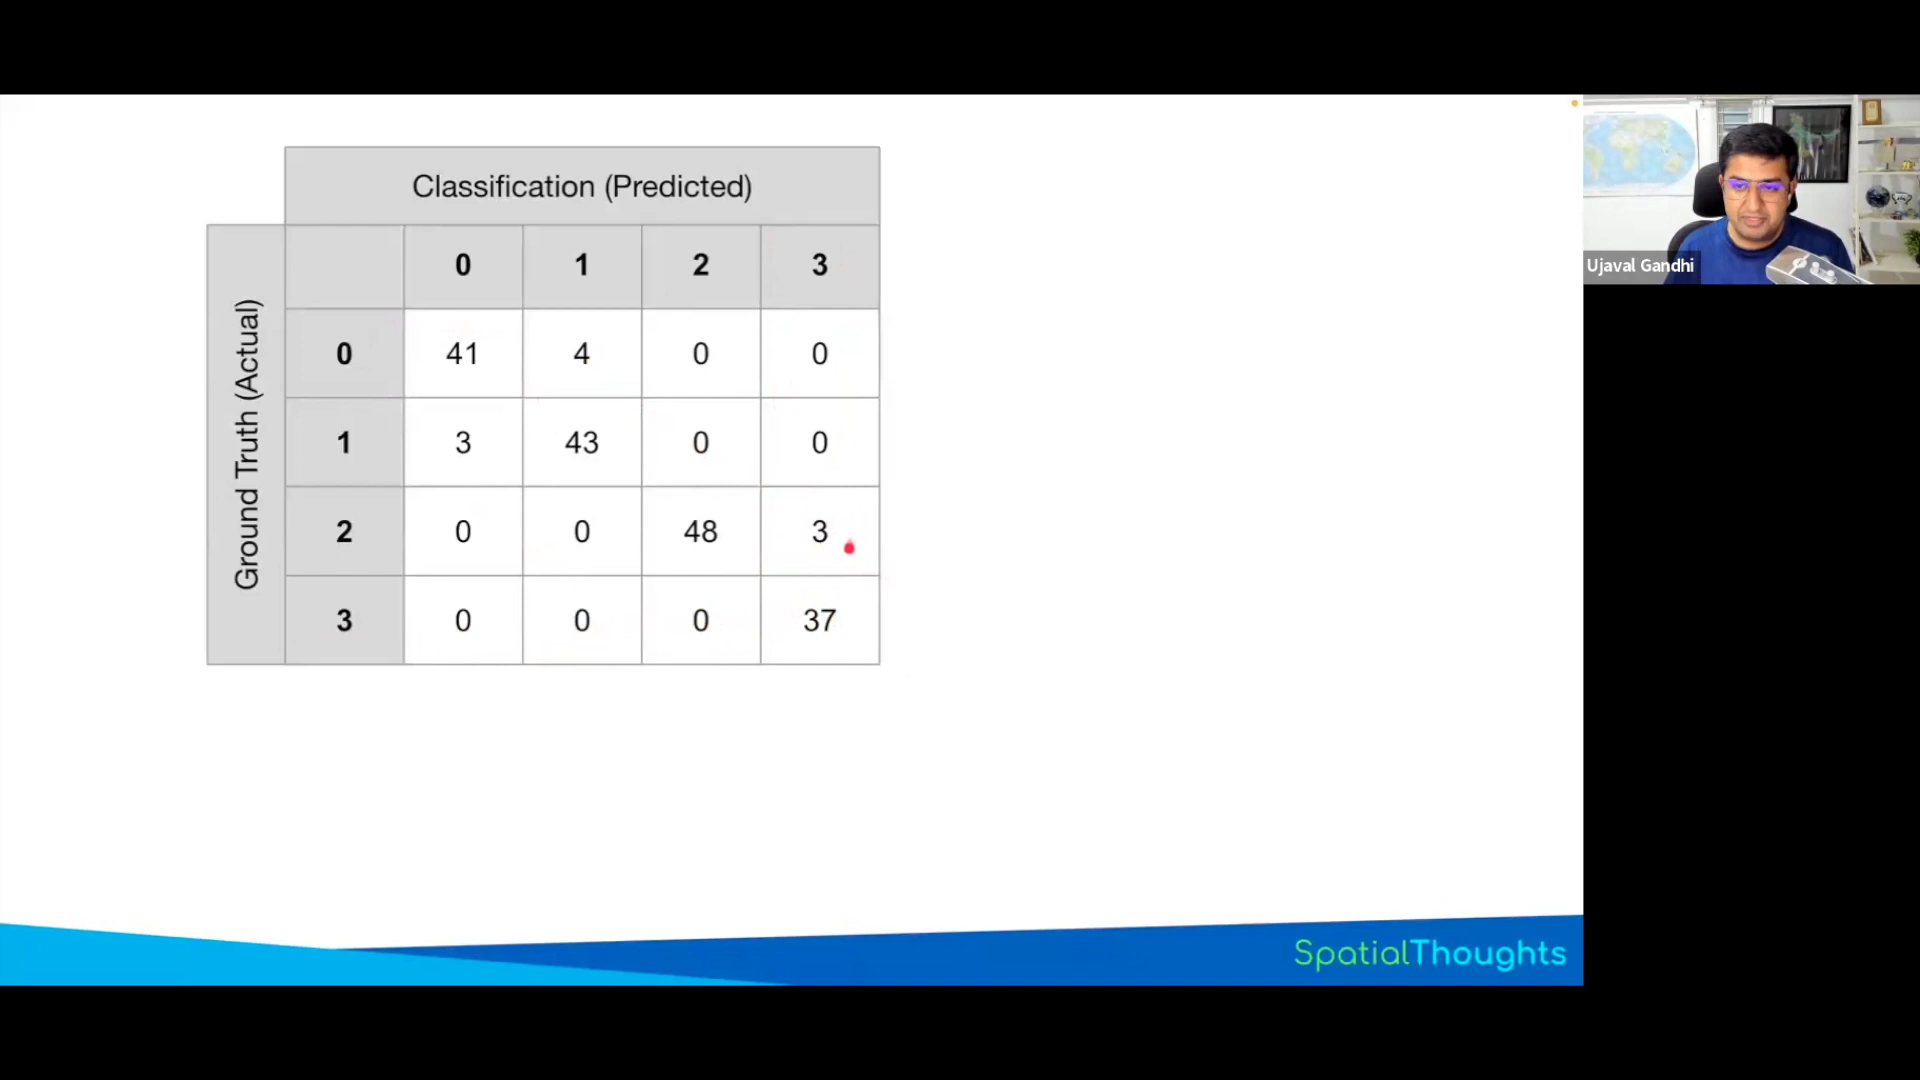 Classification (Predicted)
Ground Truth (Actual)
0 1 2 3
0 41 4 0 0
1 3 43 0 0
2 0 0 48 3
3 0 0 0 37
Ujaval Gandhi
SpatialThoughts